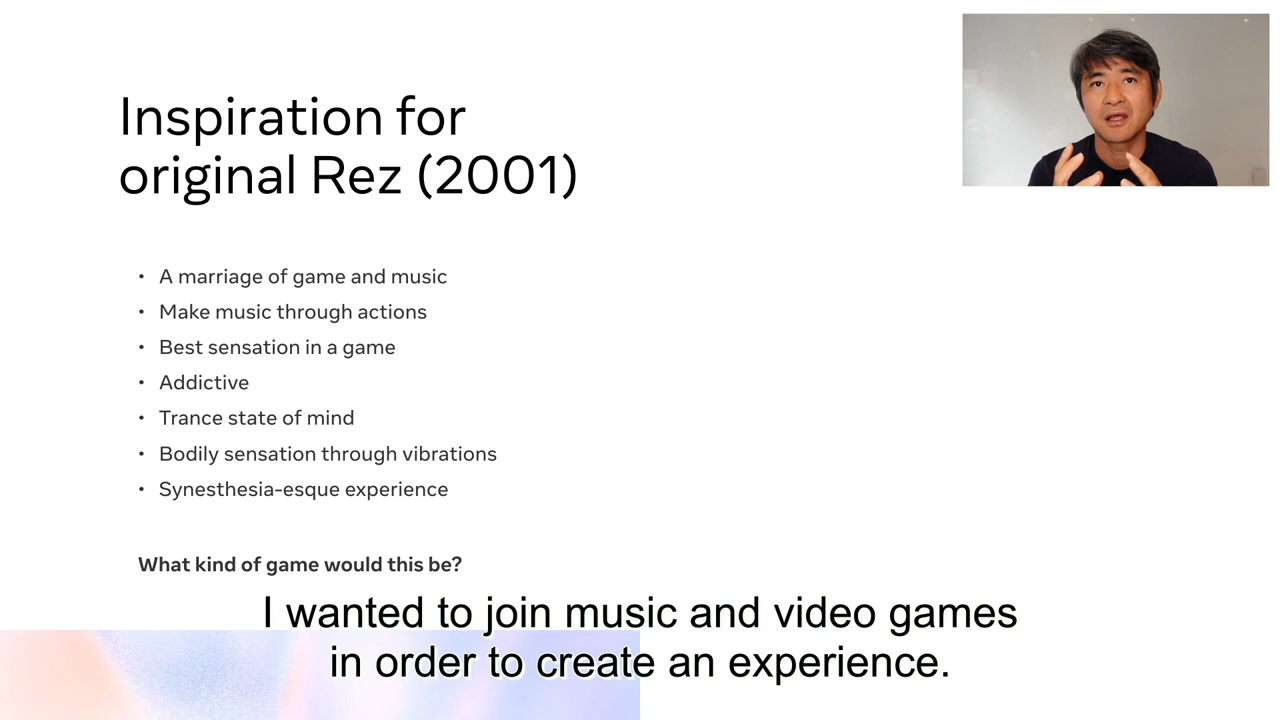 Inspiration for
original Rez (2001)
• A marriage of game and music
• Make music through actions
• Best sensation in a game
• Addictive
• Trance state of mind
• Bodily sensation through vibrations
• Synesthesia-esque experience
What kind of game would this be?
I wanted to join music and video games
in order to create an experience.